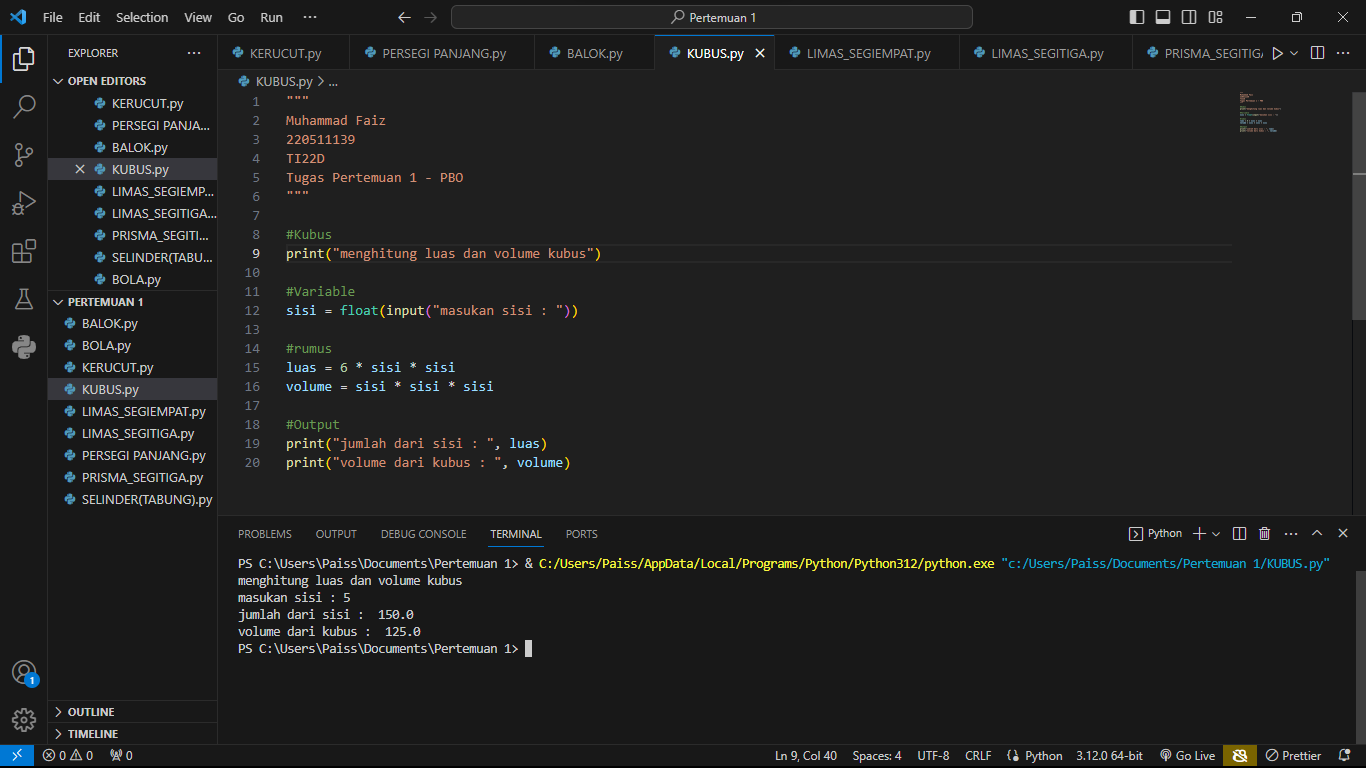 File Edit Selection View Go Run ··· Pertemuan 1
EXPLORER ···
OPEN EDITORS
KERUCUT.py
PERSEGI PANJA...
BALOK.py
KUBUS.py
LIMAS_SEGIEMP...
LIMAS_SEGITIGA...
PRISMA_SEGITI...
SELINDER(TABU...
BOLA.py
PERTEMUAN 1
BALOK.py
BOLA.py
KERUCUT.py
KUBUS.py
LIMAS_SEGIEMPAT.py
LIMAS_SEGITIGA.py
PERSEGI PANJANG.py
PRISMA_SEGITIGA.py
SELINDER(TABUNG).py
OUTLINE
TIMELINE
1
KERUCUT.py PERSEGI PANJANG.py BALOK.py KUBUS.py LIMAS_SEGIEMPAT.py LIMAS_SEGITIGA.py PRISMA_SEGITIGA
KUBUS.py > ...
1 """
2 Muhammad Faiz
3 220511139
4 TI22D
5 Tugas Pertemuan 1 - PBO
6 """
7
8 #Kubus
9 print("menghitung luas dan volume kubus")
10
11 #Variable
12 sisi = float(input("masukan sisi : "))
13
14 #rumus
15 luas = 6 * sisi * sisi
16 volume = sisi * sisi * sisi
17
18 #Output
19 print("jumlah dari sisi : ", luas)
20 print("volume dari kubus : ", volume)
PROBLEMS OUTPUT DEBUG CONSOLE TERMINAL PORTS Python
PS C:\Users\Paiss\Documents\Pertemuan 1> & C:/Users/Paiss/AppData/Local/Programs/Python/Python312/python.exe "c:/Users/Paiss/Documents/Pertemuan 1/KUBUS.py"
menghitung luas dan volume kubus
masukan sisi : 5
jumlah dari sisi :  150.0
volume dari kubus :  125.0
PS C:\Users\Paiss\Documents\Pertemuan 1>
0 0 0 Ln 9, Col 40 Spaces: 4 UTF-8 CRLF Python 3.12.0 64-bit Go Live Prettier